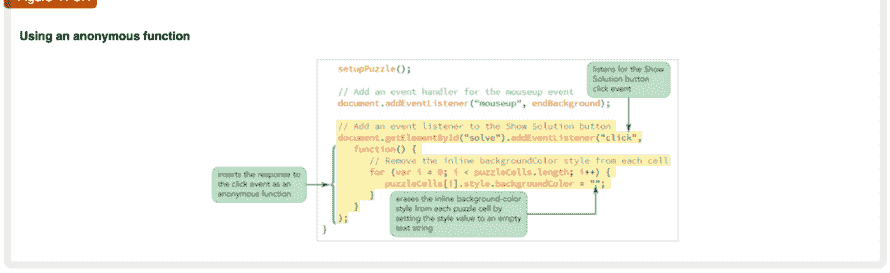 Using an anonymous function
setupPuzzle();
// Add an event handler for the mouseup event
document.addEventListener("mouseup", endBackground);
// Add an event listener to the Show Solution button
document.getElementById("solve").addEventListener("click",
function() {
// Remove the inline backgroundColor style from each cell
for (var i = 0; i < puzzleCells.length; i++) {
puzzleCells[i].style.backgroundColor = "";
}
}
);
}
listens for the Show
Solution button
click event
inserts the response to
the click event as an
anonymous function
erases the inline background-color
style from each puzzle cell by
setting the style value to an empty
text string